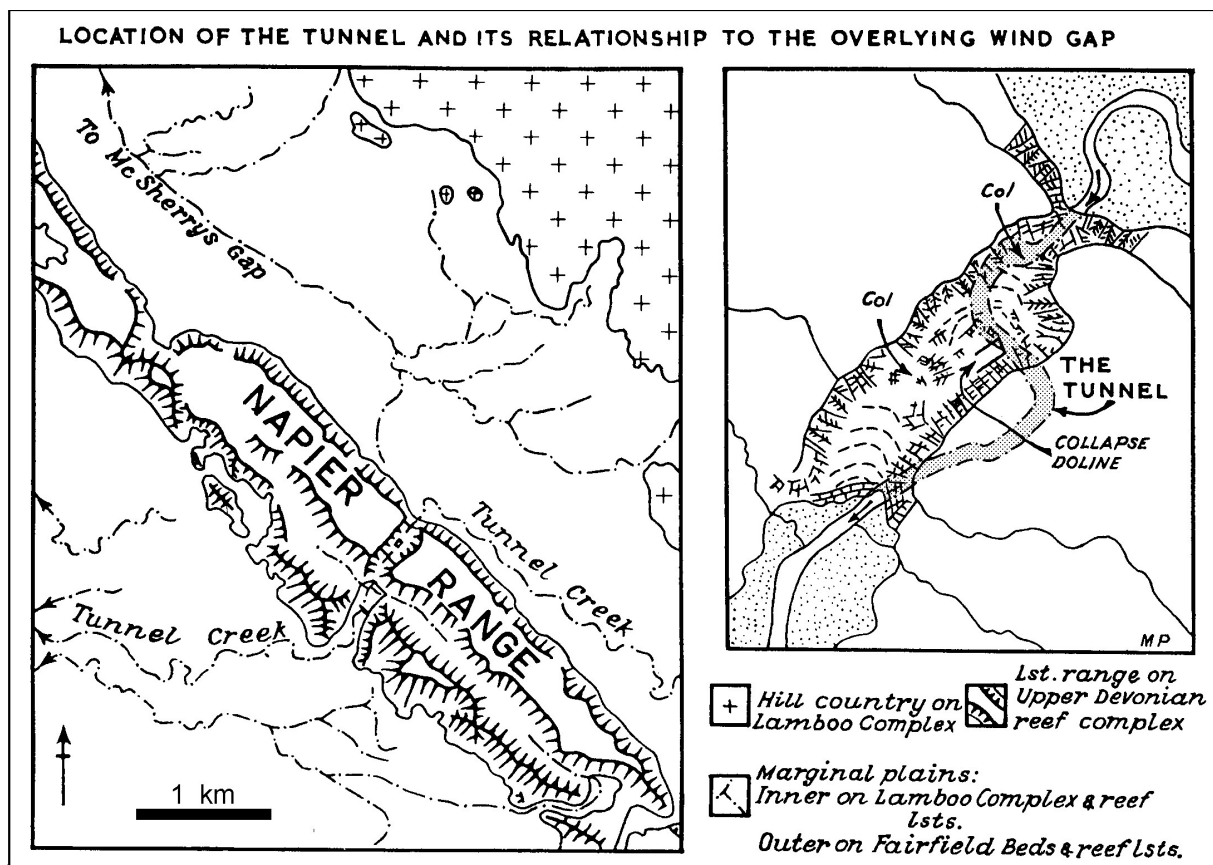 LOCATION OF THE TUNNEL AND ITS RELATIONSHIP TO THE OVERLYING WIND GAP
To McSherrys Gap
NAPIER
RANGE
Tunnel Creek
Tunnel Creek
1 km
Col
Col
THE
TUNNEL
COLLAPSE
DOLINE
MP
Hill country on
Lamboo Complex
Lst. range on
Upper Devonian
reef complex
Marginal plains:
Inner on Lamboo Complex & reef
lsts.
Outer on Fairfield Beds & reef lsts.